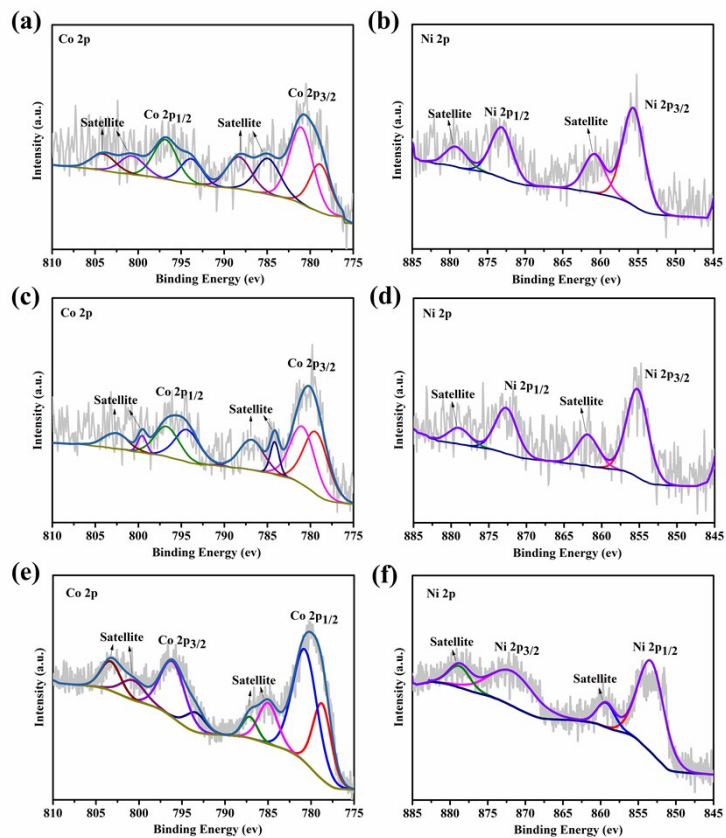 (a)
Co 2p
Co 2p3/2
Co 2p1/2
Satellite
Satellite
Intensity (a.u.)
810 805 800 795 790 785 780 775
Binding Energy (ev)
(b)
Ni 2p
Ni 2p3/2
Ni 2p1/2
Satellite
Satellite
Intensity (a.u.)
885 880 875 870 865 860 855 850 845
Binding Energy (ev)
(c)
Co 2p
Co 2p3/2
Co 2p1/2
Satellite
Satellite
Intensity (a.u.)
810 805 800 795 790 785 780 775
Binding Energy (ev)
(d)
Ni 2p
Ni 2p3/2
Ni 2p1/2
Satellite
Satellite
Intensity (a.u.)
885 880 875 870 865 860 855 850 845
Binding Energy (ev)
(e)
Co 2p
Co 2p1/2
Co 2p3/2
Satellite
Satellite
Intensity (a.u.)
810 805 800 795 790 785 780 775
Binding Energy (ev)
(f)
Ni 2p
Satellite
Ni 2p3/2
Ni 2p1/2
Satellite
Intensity (a.u.)
885 880 875 870 865 860 855 850 845
Binding Energy (ev)